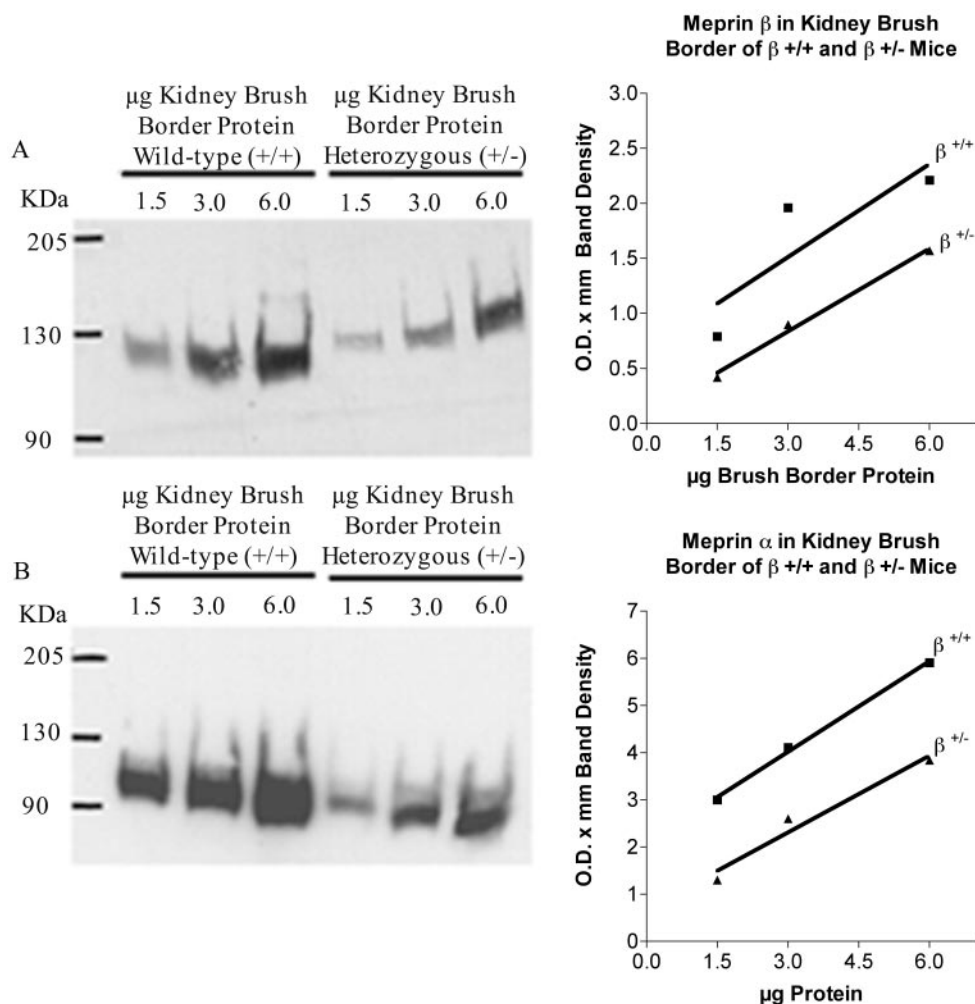 A
µg Kidney Brush
Border Protein
Wild-type (+/+)
µg Kidney Brush
Border Protein
Heterozygous (+/-)
KDa
1.5 3.0 6.0 1.5 3.0 6.0
205
130
90
Meprin β in Kidney Brush
Border of β +/+ and β +/- Mice
O.D. x mm Band Density
3.0
2.5
2.0
1.5
1.0
0.5
0.0
β +/+
β +/-
0.0 1.5 3.0 4.5 6.0
µg Brush Border Protein
B
µg Kidney Brush
Border Protein
Wild-type (+/+)
µg Kidney Brush
Border Protein
Heterozygous (+/-)
KDa
1.5 3.0 6.0 1.5 3.0 6.0
205
130
90
Meprin α in Kidney Brush
Border of β +/+ and β +/- Mice
O.D. x mm Band Density
7
6
5
4
3
2
1
0
β +/+
β +/-
0.0 1.5 3.0 4.5 6.0
µg Protein